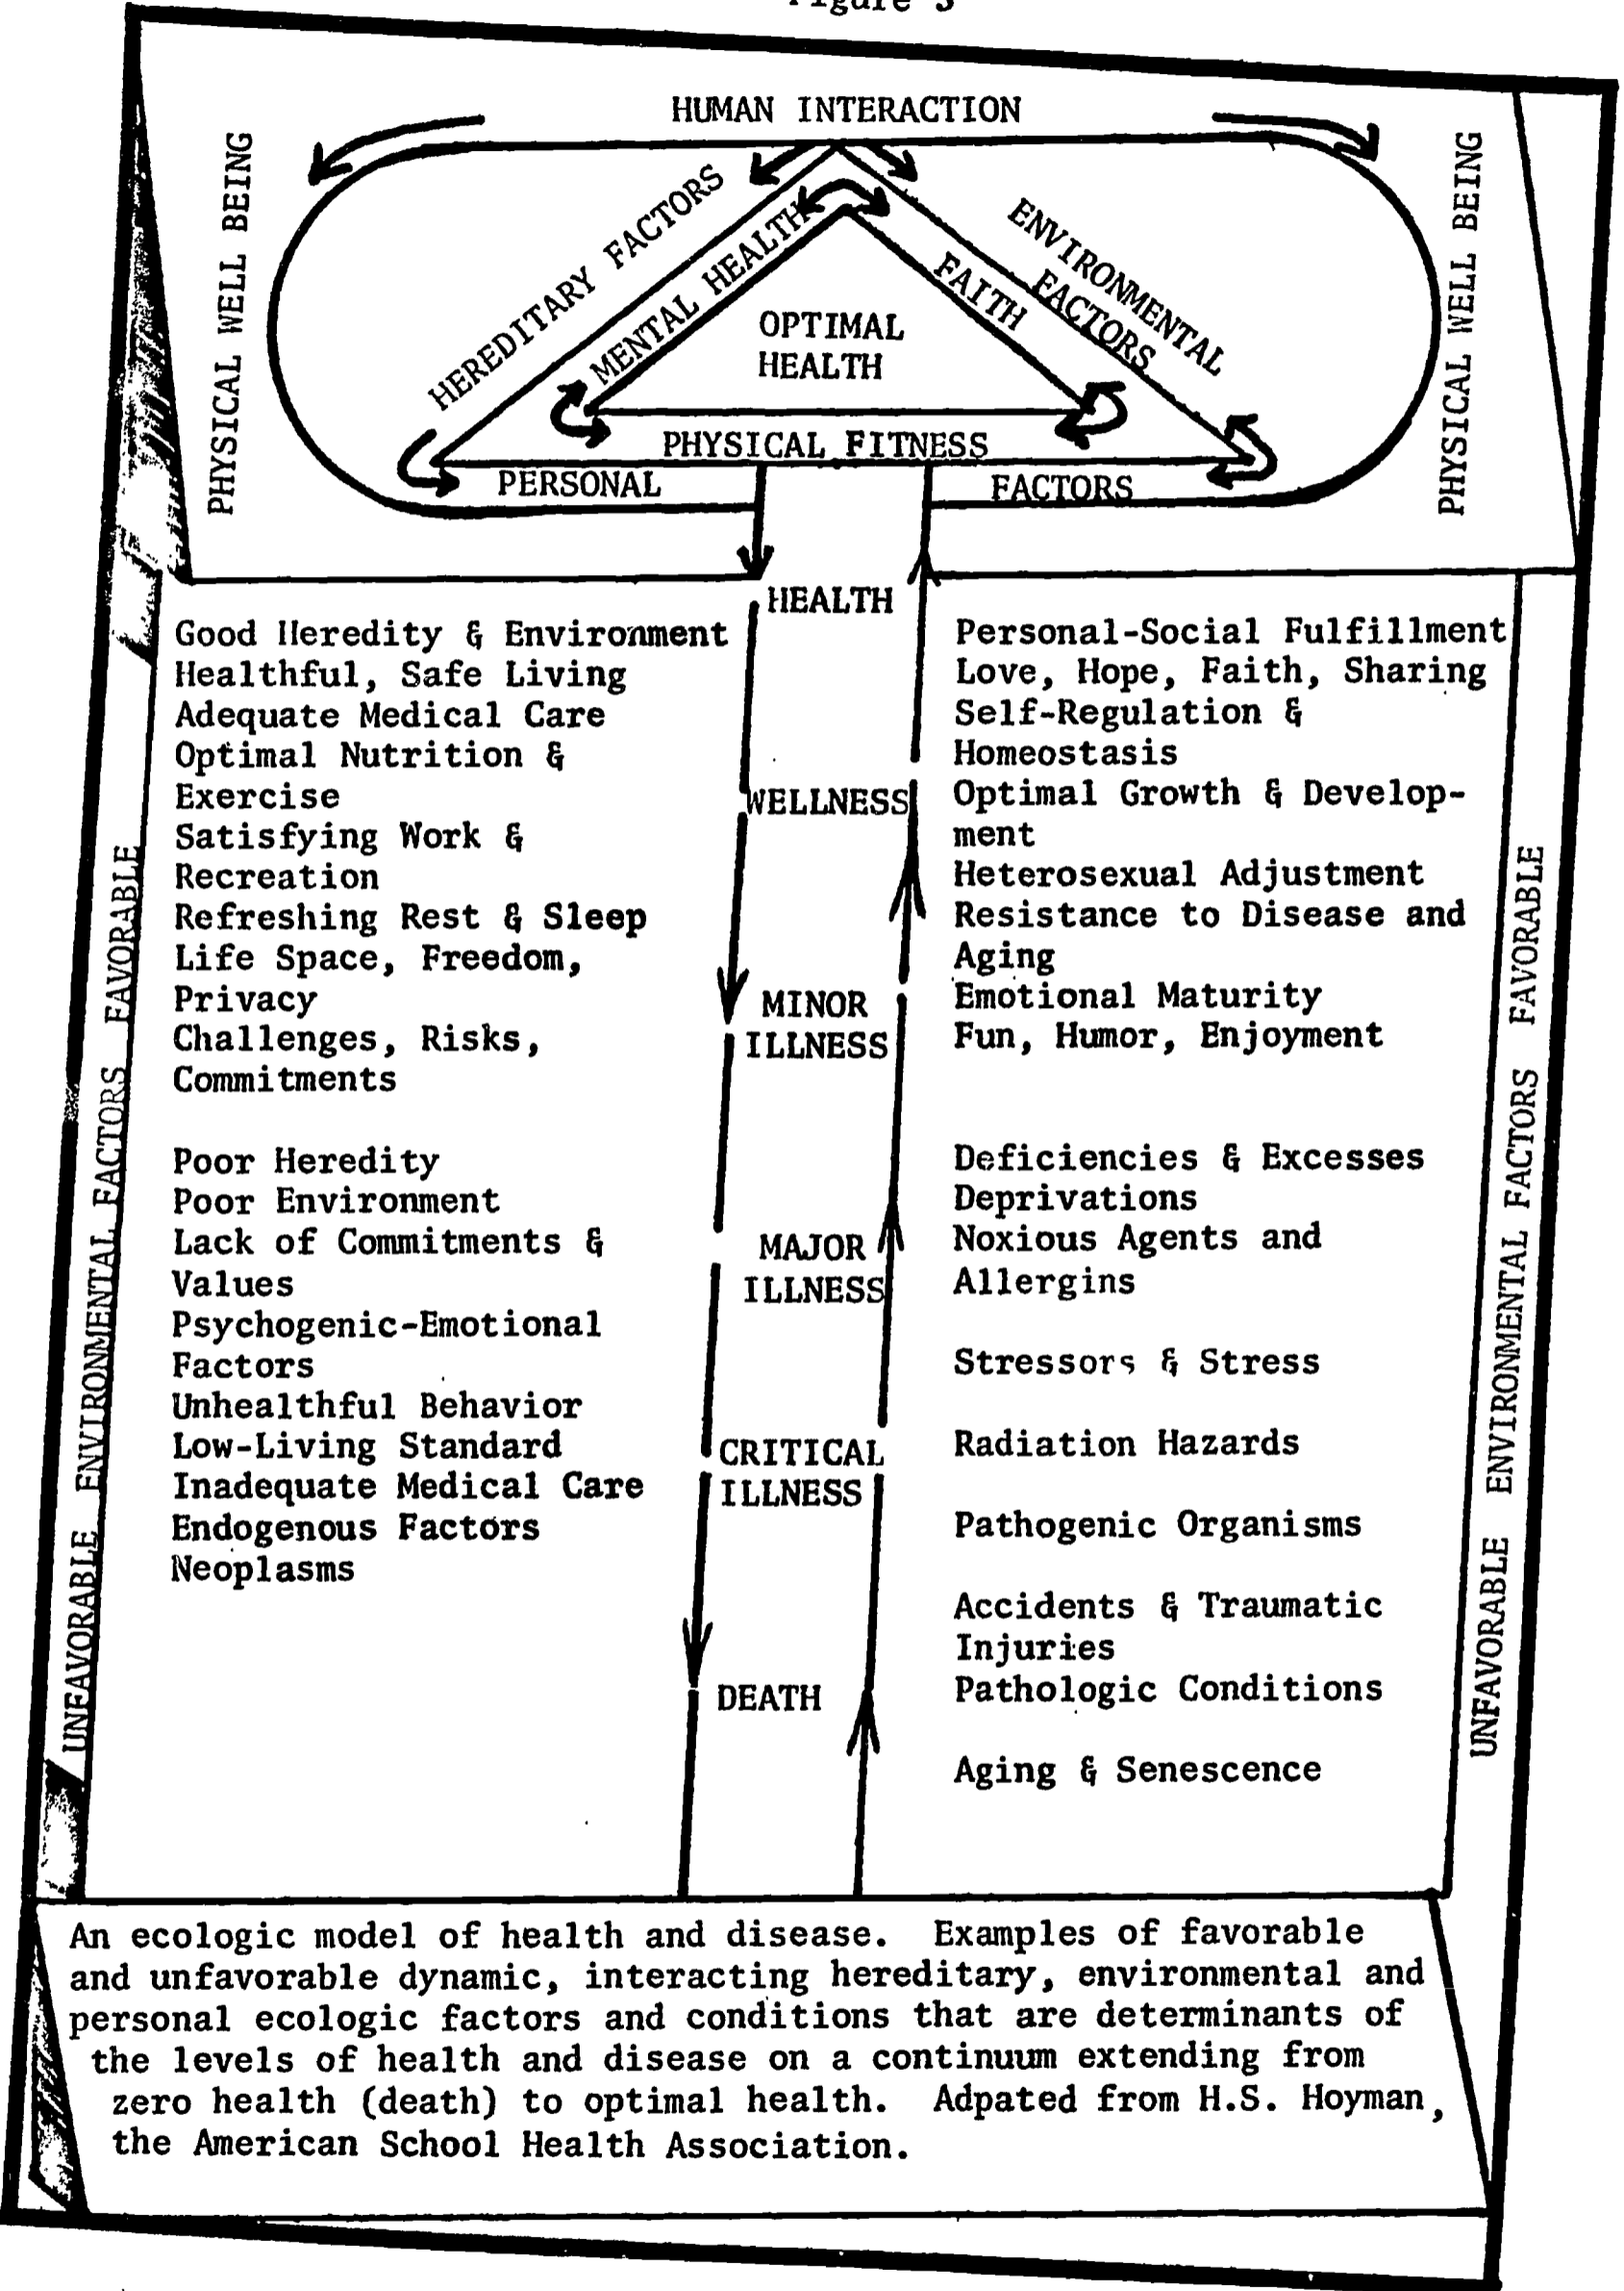 Figure
HUMAN INTERACTION
PHYSICAL WELL BEING
PHYSICAL WELL BEING
HEREDITARY FACTORS
MENTAL HEALTH
FAITH
ENVIRONMENTAL
FACTORS
OPTIMAL
HEALTH
PHYSICAL FITNESS
PERSONAL
FACTORS
HEALTH
WELLNESS
MINOR
ILLNESS
MAJOR
ILLNESS
CRITICAL
ILLNESS
DEATH
UNFAVORABLE ENVIRONMENTAL FACTORS FAVORABLE
Good Heredity & Environment
Healthful, Safe Living
Adequate Medical Care
Optimal Nutrition &
Exercise
Satisfying Work &
Recreation
Refreshing Rest & Sleep
Life Space, Freedom,
Privacy
Challenges, Risks,
Commitments
Poor Heredity
Poor Environment
Lack of Commitments &
Values
Psychogenic-Emotional
Factors
Unhealthful Behavior
Low-Living Standard
Inadequate Medical Care
Endogenous Factors
Neoplasms
Personal-Social Fulfillment
Love, Hope, Faith, Sharing
Self-Regulation &
Homeostasis
Optimal Growth & Develop-
ment
Heterosexual Adjustment
Resistance to Disease and
Aging
Emotional Maturity
Fun, Humor, Enjoyment
Deficiencies & Excesses
Deprivations
Noxious Agents and
Allergins
Stressors & Stress
Radiation Hazards
Pathogenic Organisms
Accidents & Traumatic
Injuries
Pathologic Conditions
Aging & Senescence
UNFAVORABLE ENVIRONMENTAL FACTORS FAVORABLE
An ecologic model of health and disease. Examples of favorable
and unfavorable dynamic, interacting hereditary, environmental and
personal ecologic factors and conditions that are determinants of
the levels of health and disease on a continuum extending from
zero health (death) to optimal health. Adpated from H.S. Hoyman,
the American School Health Association.